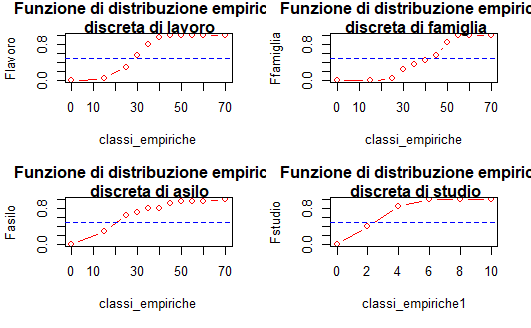 Funzione di distribuzione empiric
discreta di lavoro
Flavoro
0.0 0.8
0 10 30 50 70
classi_empiriche
Funzione di distribuzione empiric
discreta di famiglia
Ffamiglia
0.0 0.8
0 10 30 50 70
classi_empiriche
Funzione di distribuzione empiric
discreta di asilo
Fasilo
0.0 0.8
0 10 30 50 70
classi_empiriche
Funzione di distribuzione empiric
discreta di studio
Fstudio
0.0 0.8
0 2 4 6 8 10
classi_empiriche1